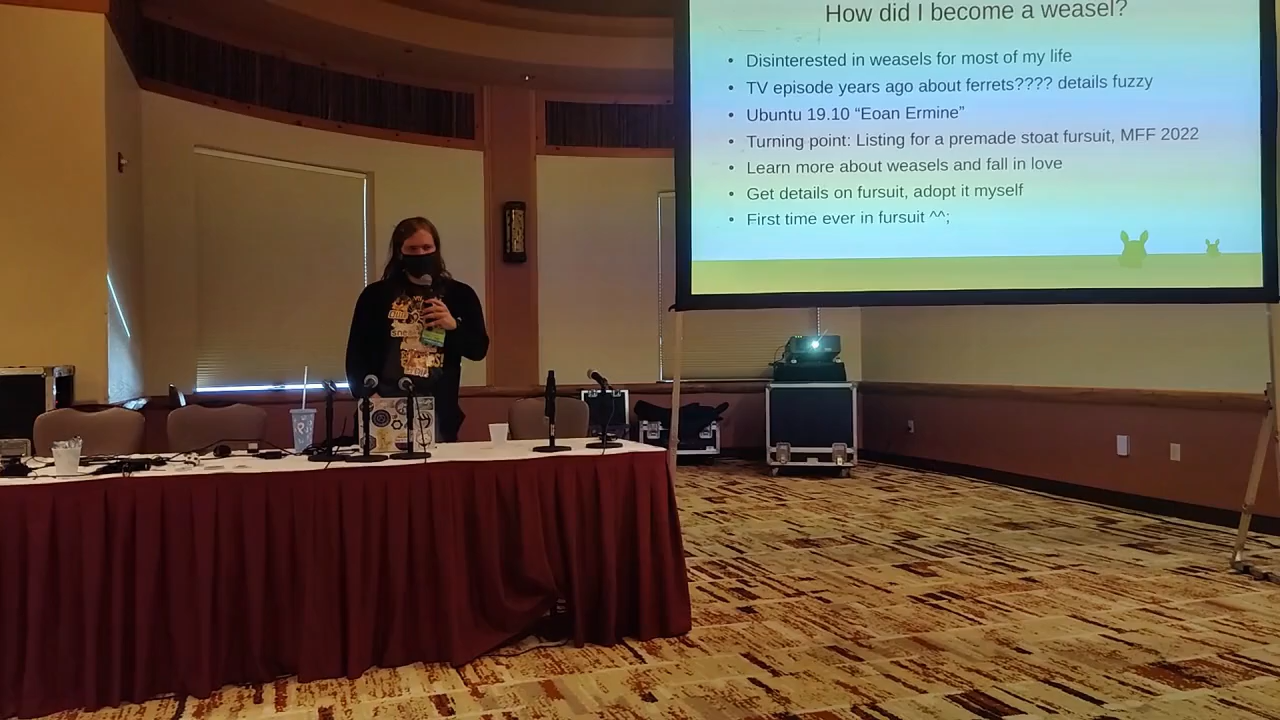 How did I become a weasel?
• Disinterested in weasels for most of my life
• TV episode years ago about ferrets???? details fuzzy
• Ubuntu 19.10 “Eoan Ermine”
• Turning point: Listing for a premade stoat fursuit, MFF 2022
• Learn more about weasels and fall in love
• Get details on fursuit, adopt it myself
• First time ever in fursuit ^^;